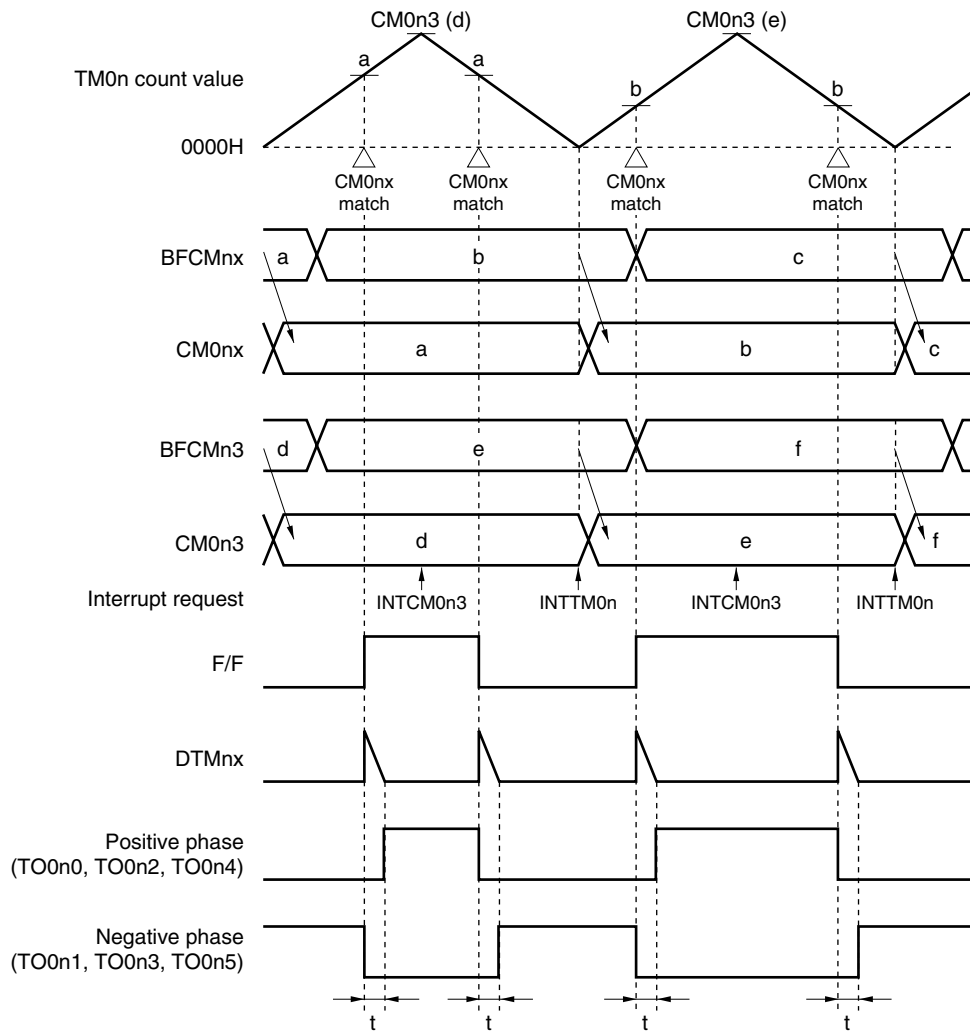 CM0n3 (d) CM0n3 (e)
a a b b
TM0n count value
0000H
CM0nx CM0nx CM0nx CM0nx
match match match match
BFCMnx a b c
CM0nx a b c
BFCMn3 d e f
CM0n3 d e f
Interrupt request INTCM0n3 INTTM0n INTCM0n3 INTTM0n
F/F
DTMnx
Positive phase
(TO0n0, TO0n2, TO0n4)
Negative phase
(TO0n1, TO0n3, TO0n5)
t t t t